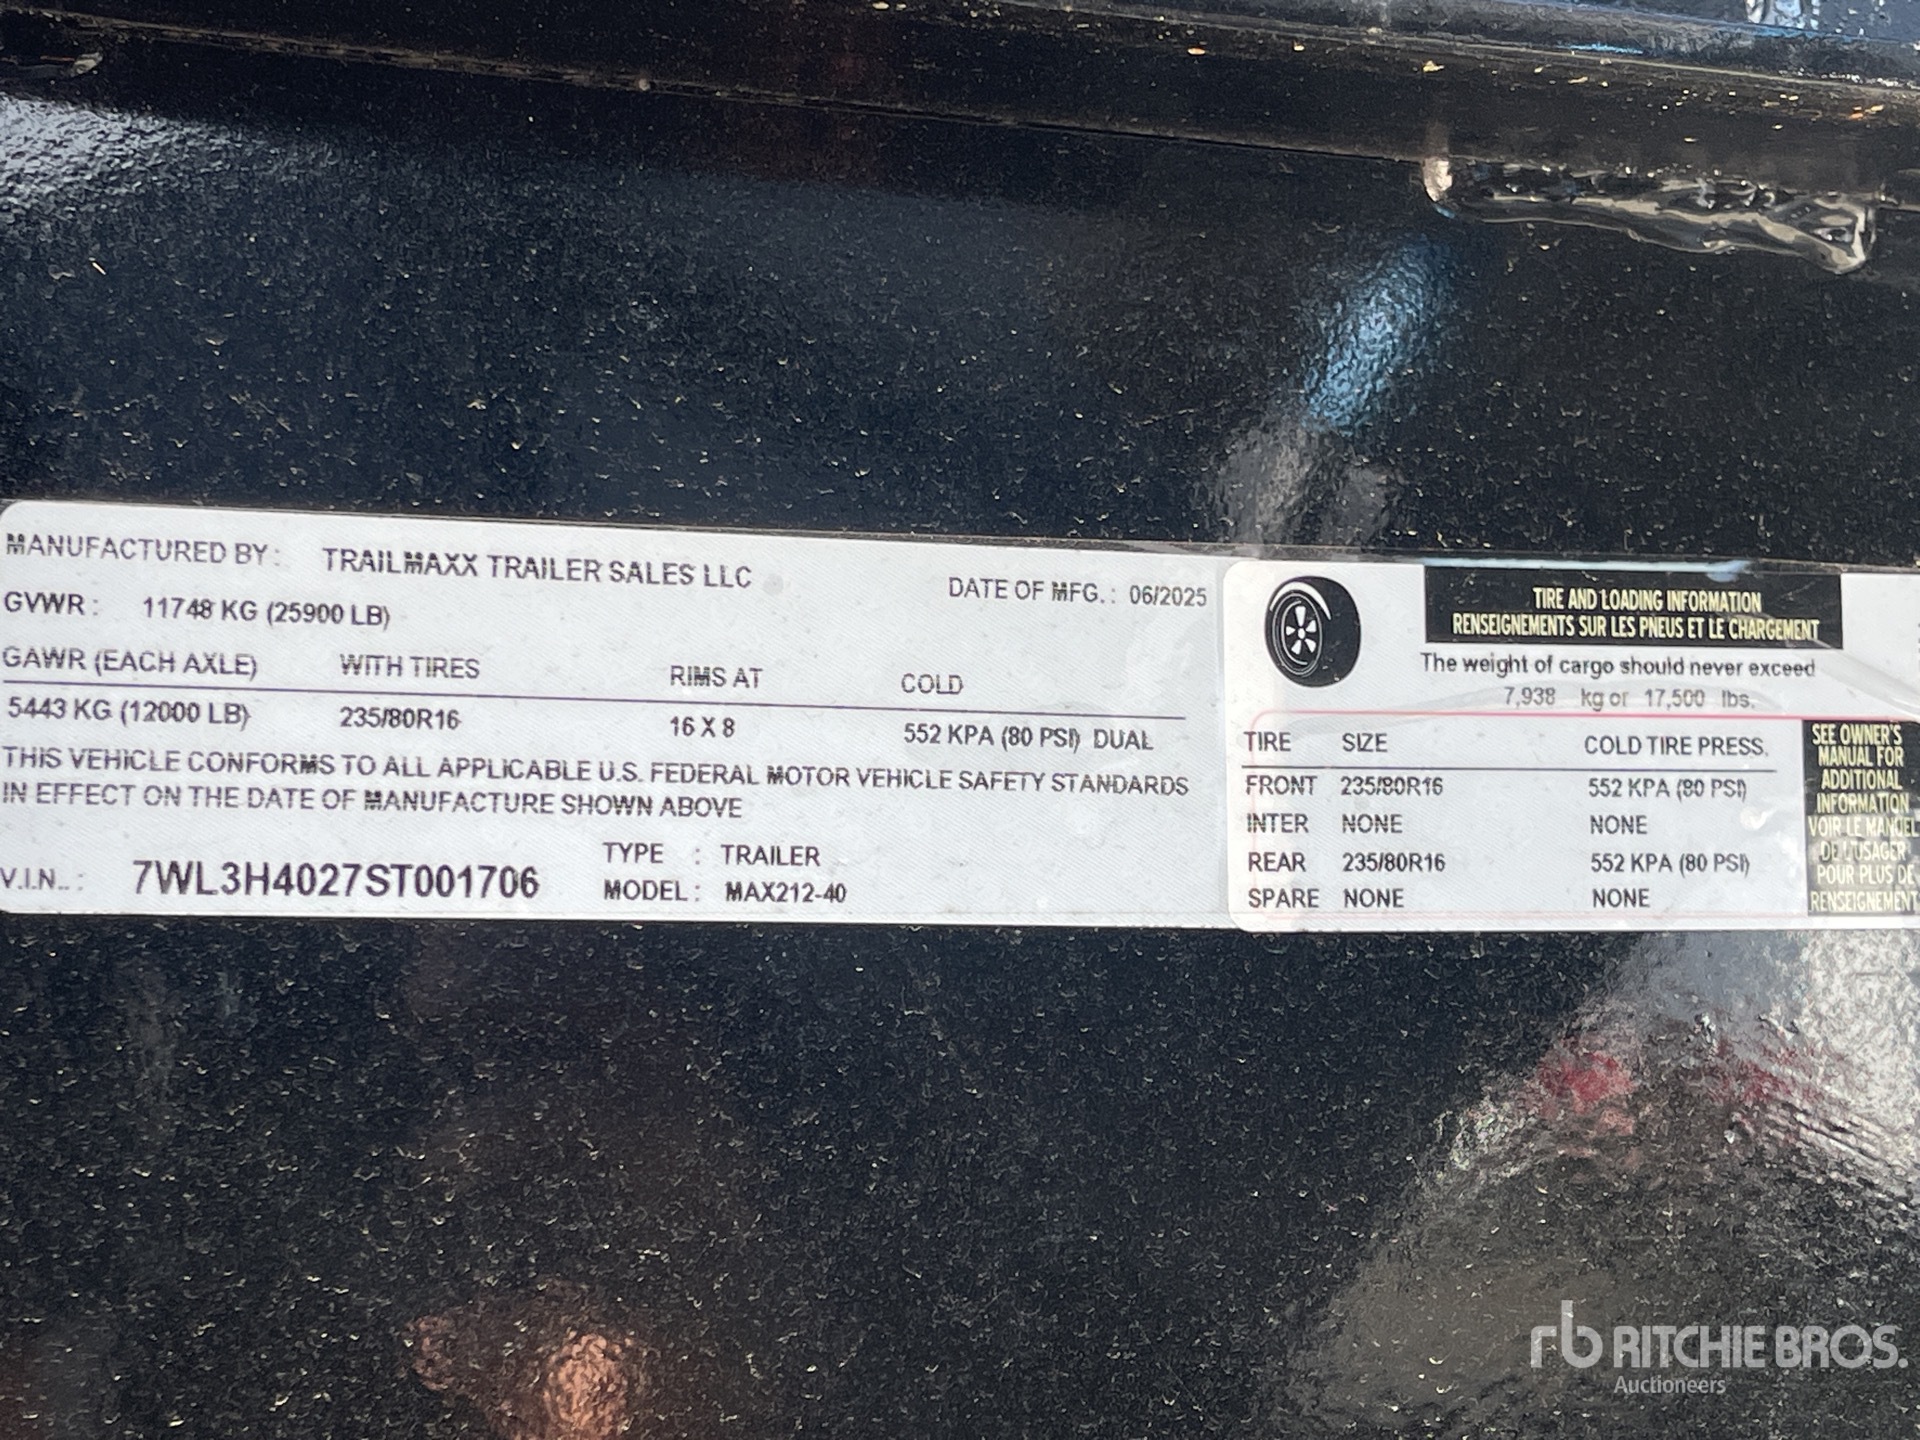 MANUFACTURED BY: TRAILMAXX TRAILER SALES LLC
DATE OF MFG.: 06/2025
GVWR: 11748 KG (25900 LB)
GAWR (EACH AXLE) WITH TIRES RIMS AT COLD
5443 KG (12000 LB) 235/80R16 16 X 8 552 KPA (80 PSI) DUAL
THIS VEHICLE CONFORMS TO ALL APPLICABLE U.S. FEDERAL MOTOR VEHICLE SAFETY STANDARDS
IN EFFECT ON THE DATE OF MANUFACTURE SHOWN ABOVE
V.I.N..: 7WL3H4027ST001706
TYPE : TRAILER
MODEL: MAX212-40
TIRE AND LOADING INFORMATION
RENSEIGNEMENTS SUR LES PNEUS ET LE CHARGEMENT
The weight of cargo should never exceed
7,938 kg or 17,500 lbs.
TIRE SIZE COLD TIRE PRESS.
FRONT 235/80R16 552 KPA (80 PSI)
INTER NONE NONE
REAR 235/80R16 552 KPA (80 PSI)
SPARE NONE NONE
SEE OWNER'S
MANUAL FOR
ADDITIONAL
INFORMATION
VOIR LE MANUEL
DE L'USAGER
POUR PLUS DE
RENSEIGNEMENT
rb RITCHIE BROS.
Auctioneers